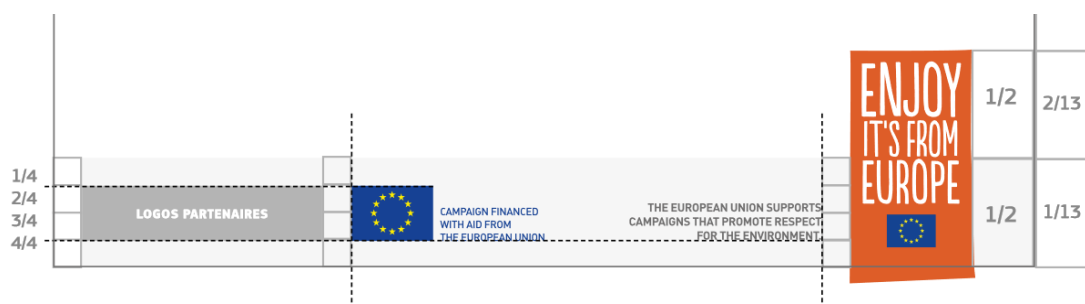 1/4
2/4
3/4
4/4
LOGOS PARTENAIRES
CAMPAIGN FINANCED
WITH AID FROM
THE EUROPEAN UNION
THE EUROPEAN UNION SUPPORTS
CAMPAIGNS THAT PROMOTE RESPECT
FOR THE ENVIRONMENT
ENJOY
IT'S FROM
EUROPE
1/2
1/2
2/13
1/13